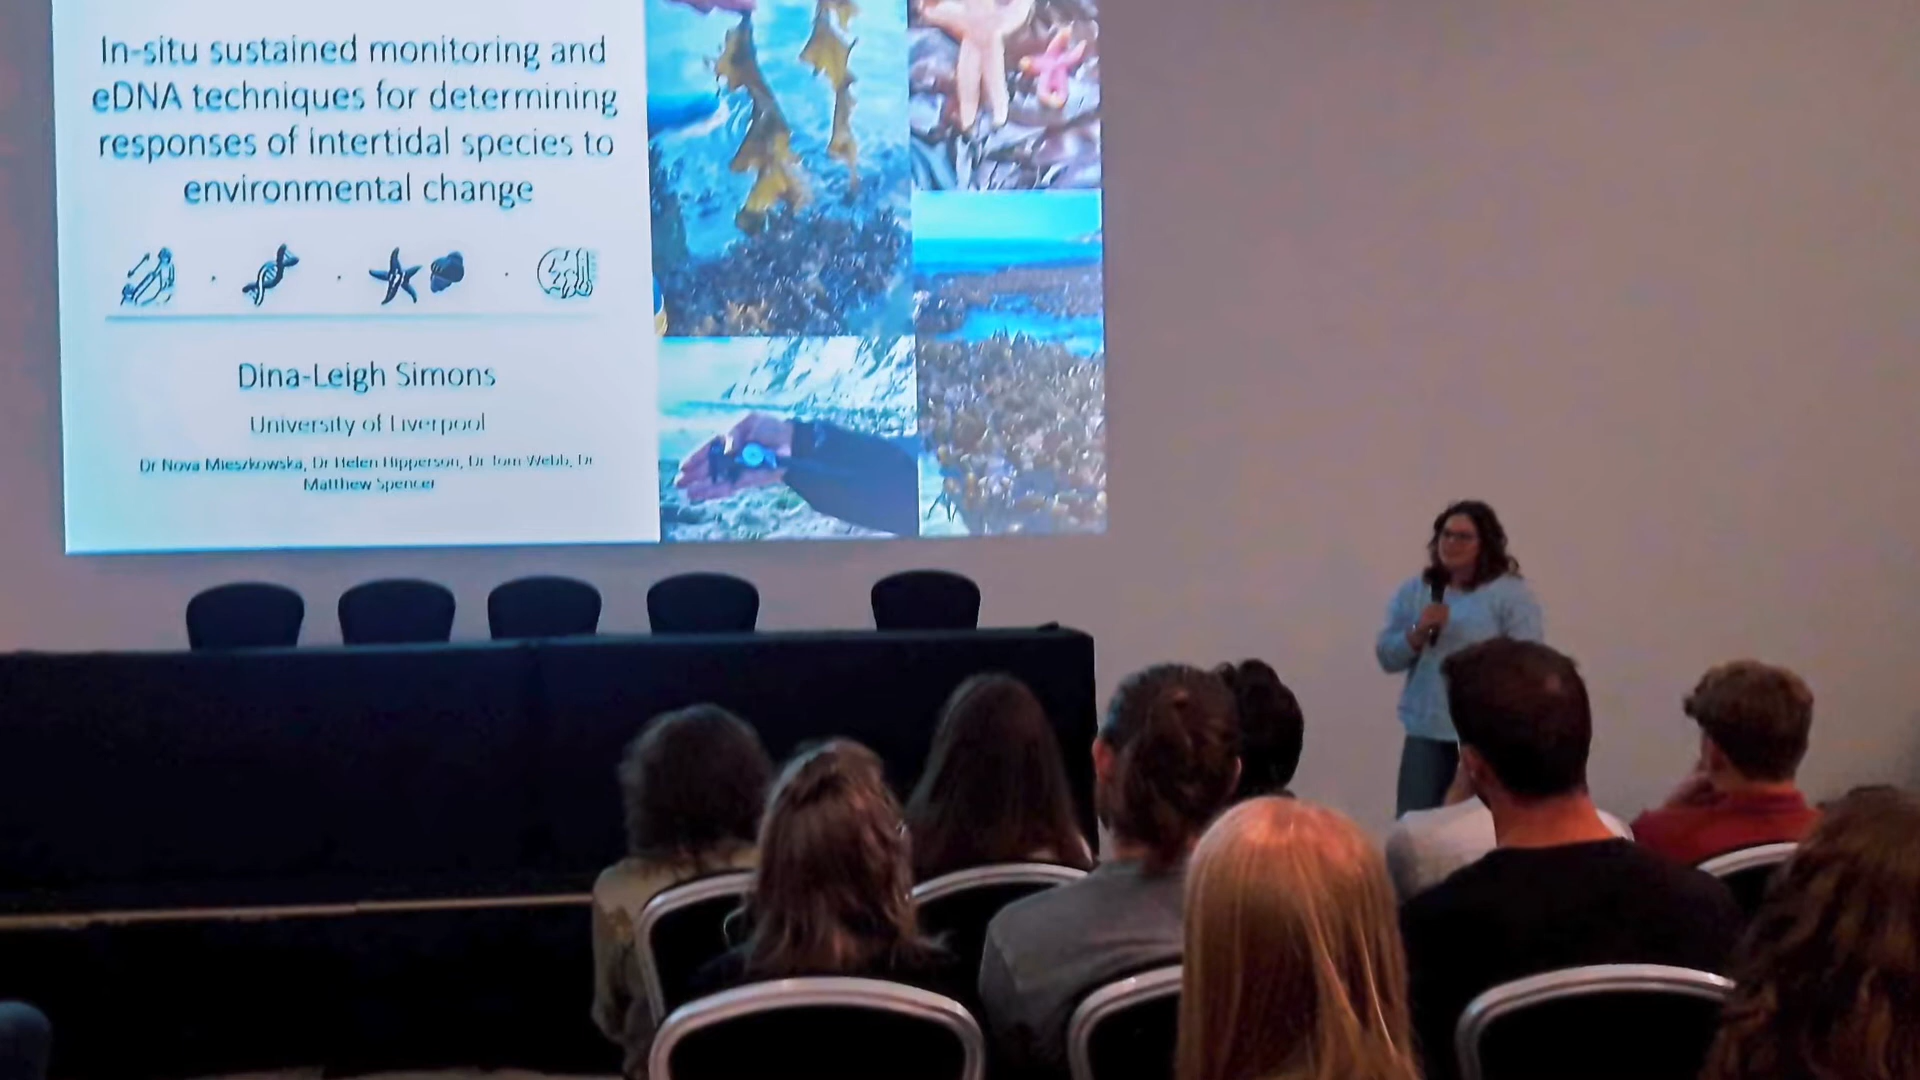 In-situ sustained monitoring and
eDNA techniques for determining
responses of intertidal species to
environmental change
Dina-Leigh Simons
University of Liverpool
Dr Nova Mieszkowska, Dr Helen Hipperson, Dr Tom Webb, Dr
Matthew Spencer